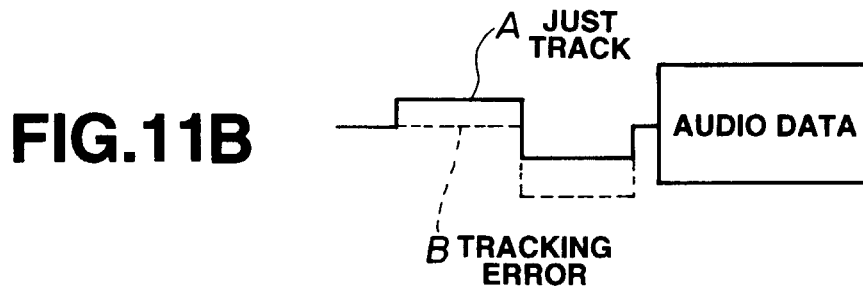 A JUST
TRACK
FIG.11B
AUDIO DATA
B TRACKING
ERROR